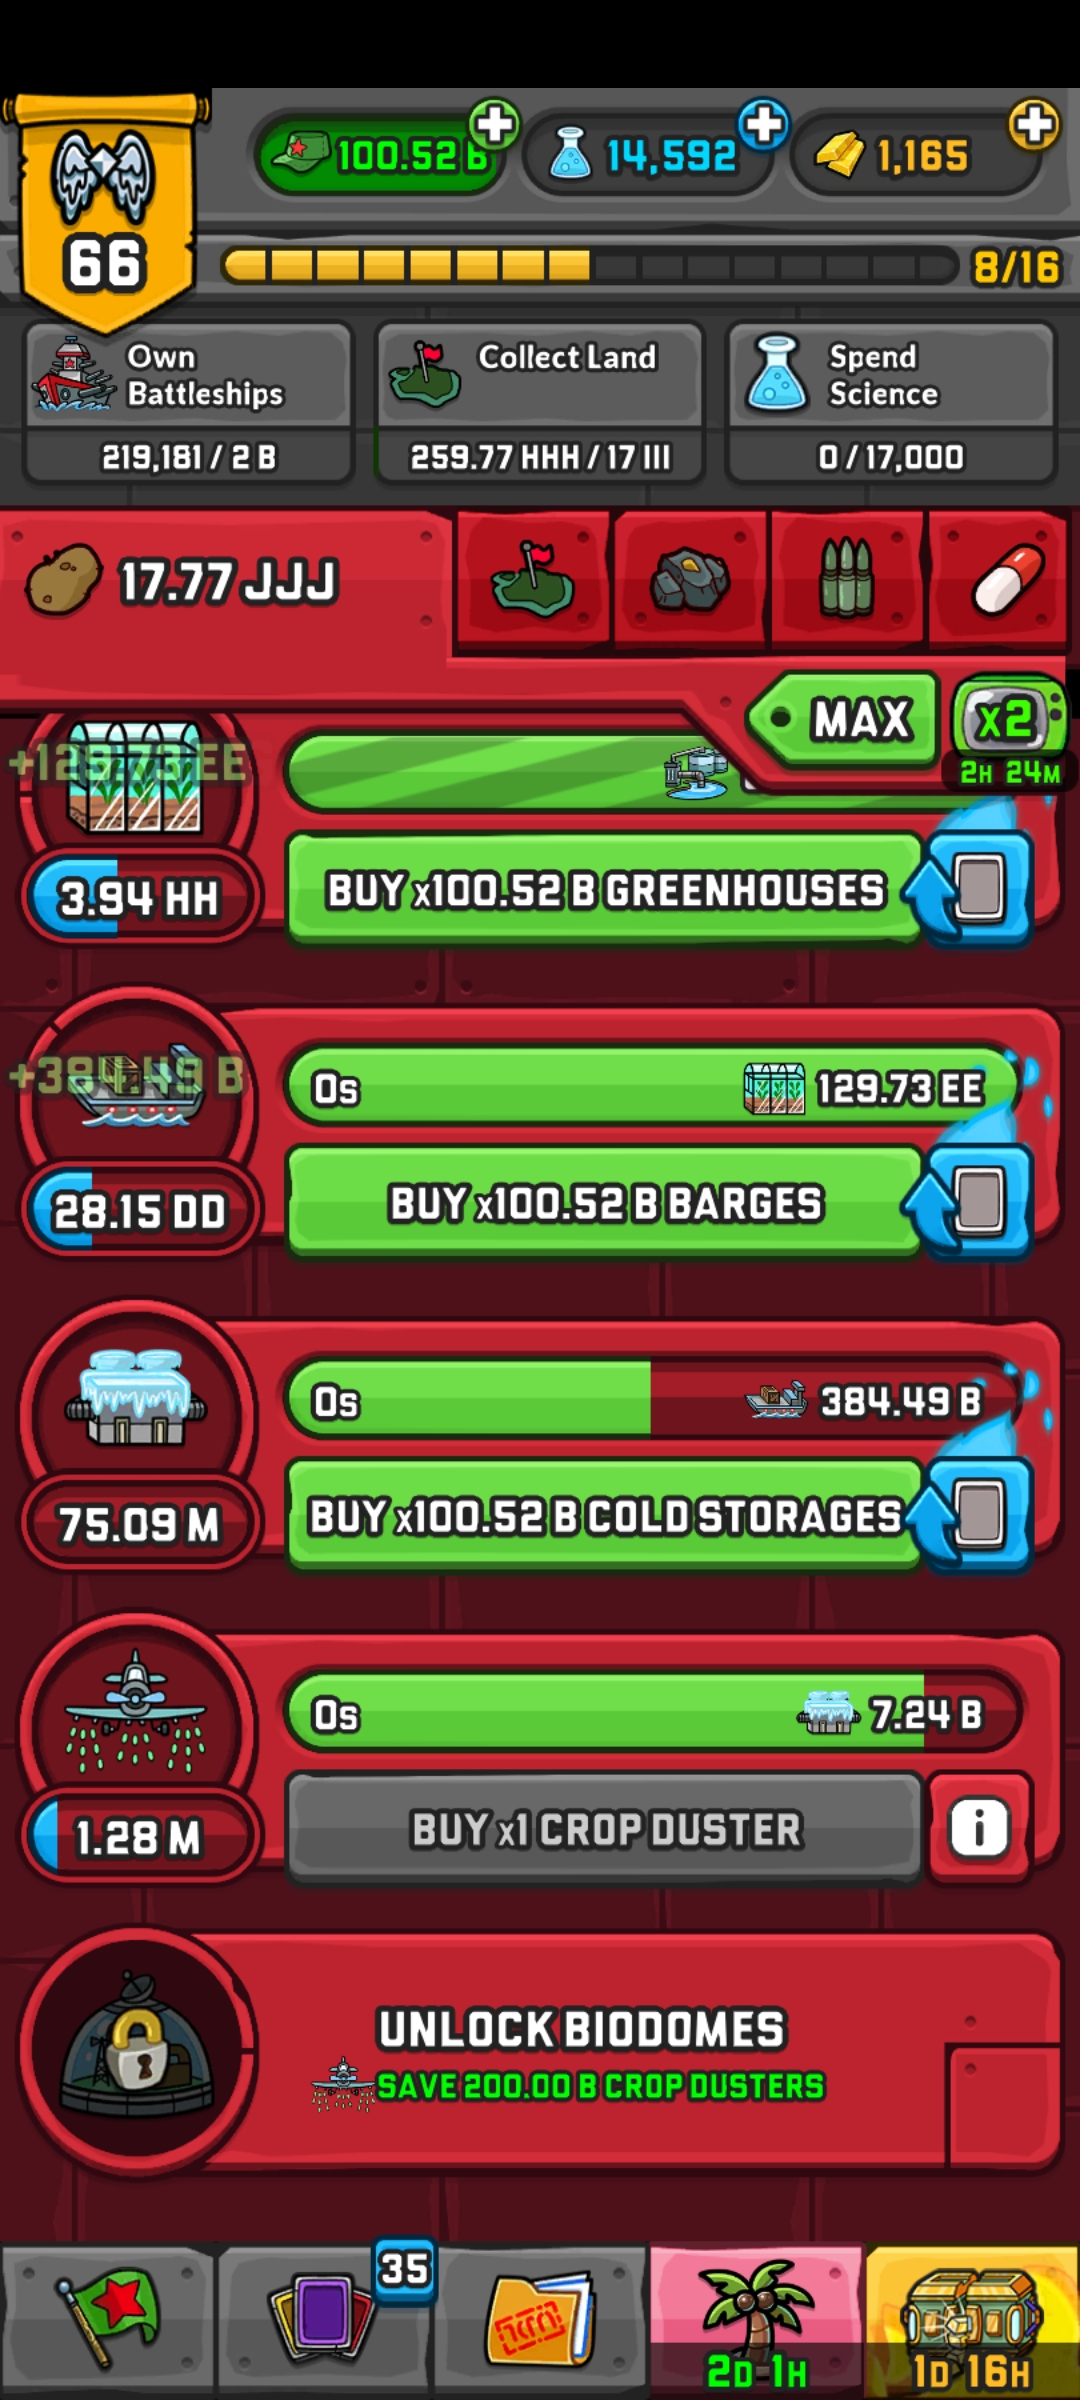 100.52 B
14,592
1,165
66
8/16
Own
Battleships
219,181 / 2 B
Collect Land
259.77 HHH / 17 III
Spend
Science
0 / 17,000
17.77 JJJ
MAX
x2
2H 24M
+129.73 EE
3.94 HH
BUY x100.52 B GREENHOUSES
+384.49 B
0s
129.73 EE
28.15 DD
BUY x100.52 B BARGES
0s
384.49 B
75.09 M
BUY x100.52 B COLD STORAGES
0s
7.24 B
1.28 M
BUY x1 CROP DUSTER
i
UNLOCK BIODOMES
SAVE 200.00 B CROP DUSTERS
35
2D 1H
1D 16H